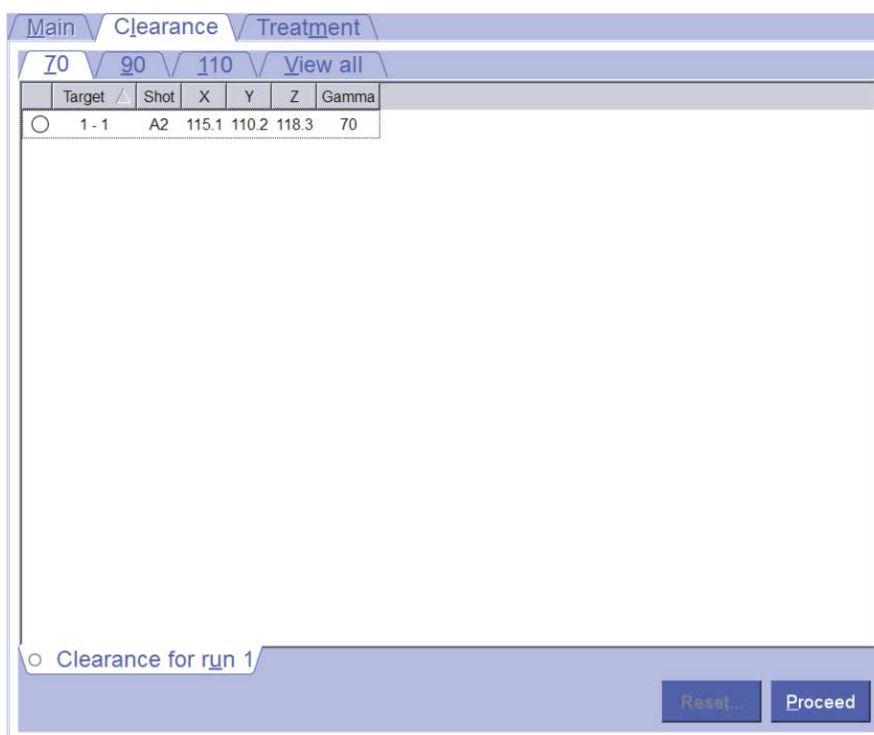 Main Clearance Treatment
70 90 110 View all
Target Shot X Y Z Gamma
1 - 1 A2 115.1 110.2 118.3 70
Clearance for run 1
Reset... Proceed